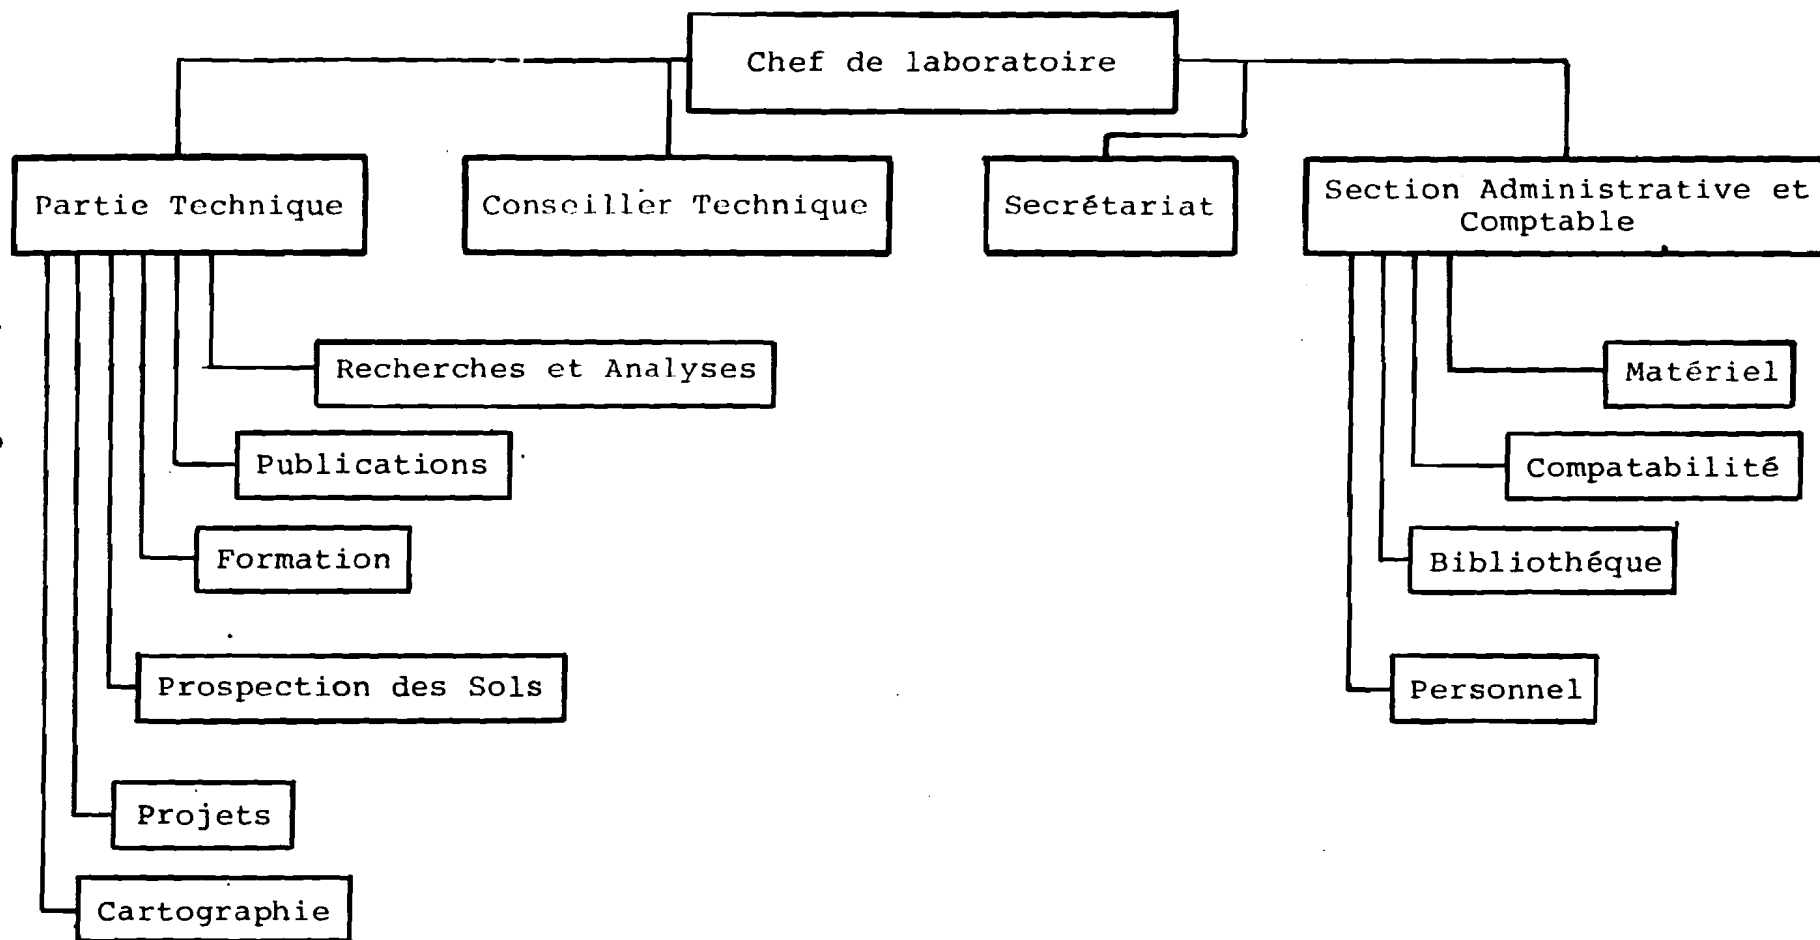 Chef de laboratoire
Partie Technique
Conseiller Technique
Secrétariat
Section Administrative et
Comptable
Recherches et Analyses
Matériel
Publications
Compatabilité
Formation
Bibliothéque
Prospection des Sols
Personnel
Projets
Cartographie